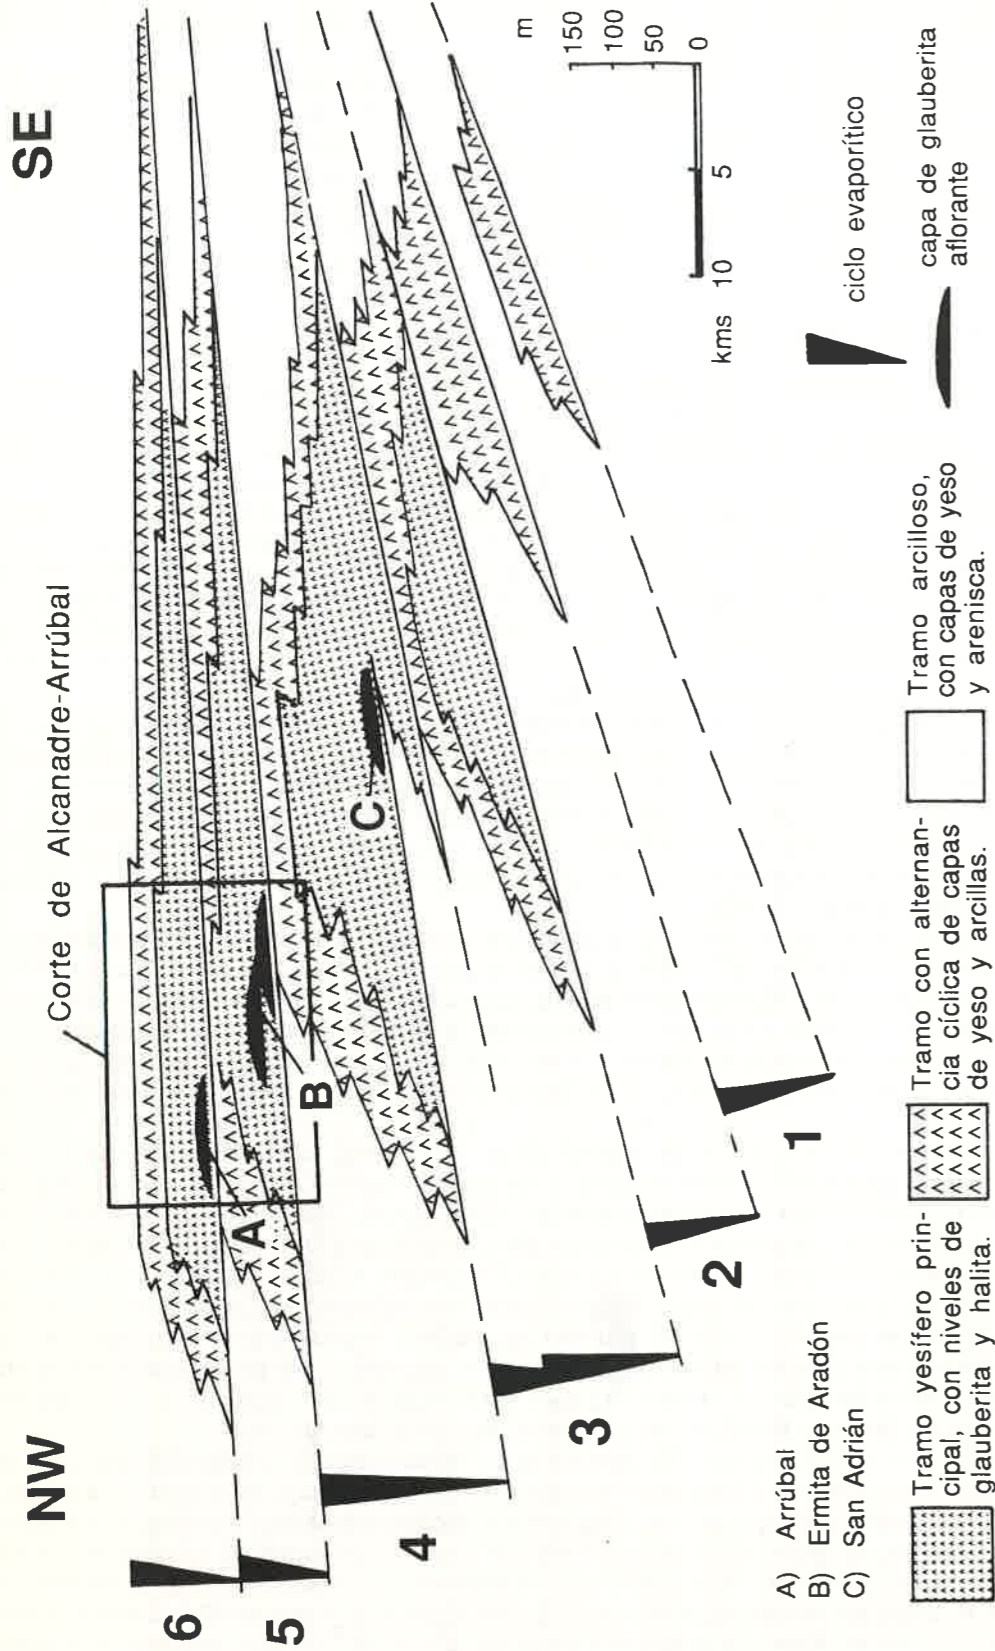 NW
SE
Corte de Alcanadre-Arrúbal
A
B
C
6
5
4
3
2
1
m
150
100
50
0
5
kms 10
ciclo evaporítico
capa de glauberita
aflorante
A) Arrúbal
B) Ermita de Aradón
C) San Adrián
Tramo yesífero prin-
cipal, con niveles de
glauberita y halita.
Tramo con alternan-
cia cíclica de capas
de yeso y arcillas.
Tramo arcilloso,
con capas de yeso
y arenisca.